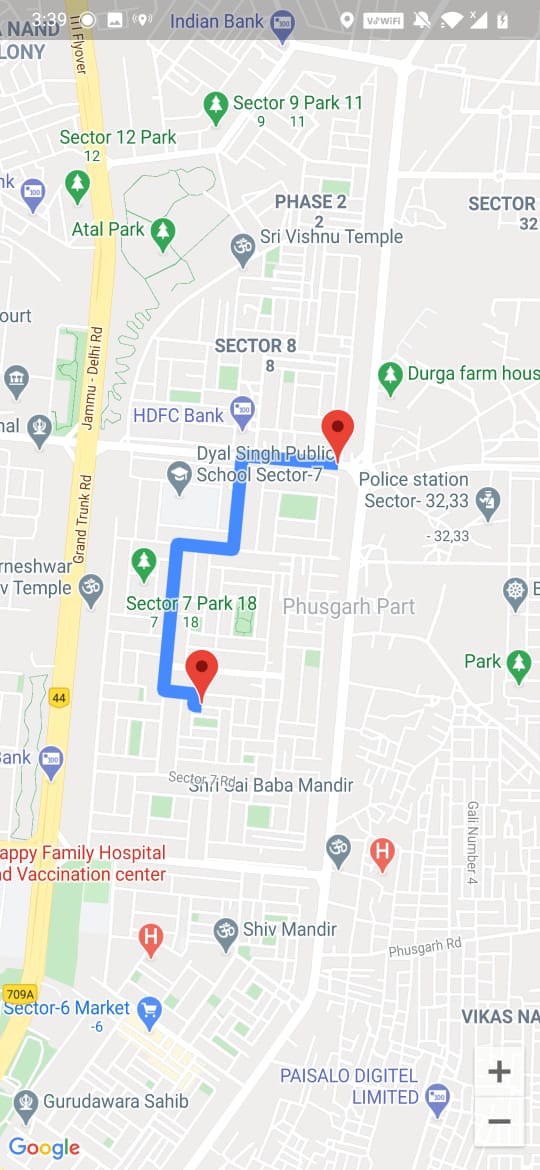 3:39
VoWiFi
X
A NAND
LONY
Indian Bank
Flyover
Sector 9 Park 11
9 11
Sector 12 Park
12
nk
PHASE 2
2
SECTOR
32
Atal Park
Sri Vishnu Temple
ourt
Jammu - Delhi Rd
SECTOR 8
8
Durga farm hous
HDFC Bank
nal
Dyal Singh Public
School Sector-7
Police station
Sector- 32,33
- 32,33
Grand Trunk Rd
rneshwar
v Temple
Sector 7 Park 18
7 18
Phusgarh Part
Park
44
Bank
Sector 7 Rd
Shri Sai Baba Mandir
Gali Number 4
appy Family Hospital
nd Vaccination center
H
H
Shiv Mandir
Phusgarh Rd
709A
Sector-6 Market
-6
VIKAS NA
PAISALO DIGITEL
LIMITED
Gurudawara Sahib
+
−
Google